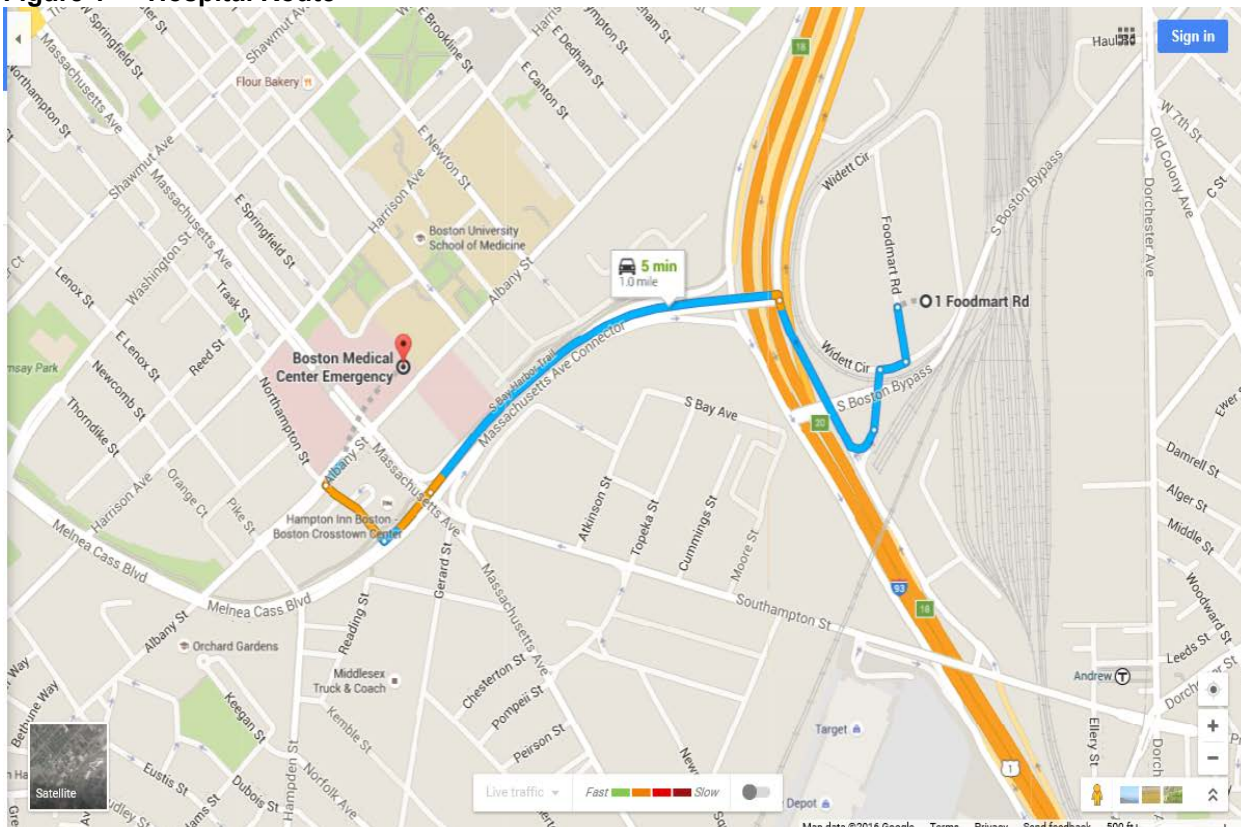 Figure 1 – Hospital Route
Sign in
Haul
18
W Springfield St
Massachusetts Ave
Northampton St
Shawmut Ave
Shawmut Ave
Flour Bakery
E Brookline St
E Dedham St
E Canton St
E Newton St
Harrison Ave
Boston University
School of Medicine
Albany St
E Springfield St
Massachusetts Ave
Washington St
Lenox St
Trask St
E Lenox St
Reed St
Newcomb St
Thorndike St
Northampton St
Boston Medical
Center Emergency
5 min
1.0 mile
S Bay Harbor Trail
Massachusetts Ave Connector
Widett Cir
Foodmart Rd
1 Foodmart Rd
Widett Cir
S Boston Bypass
S Boston Bypass
W 7th St
Old Colony Ave
C St
Dorchester Ave
Ewer St
Damrell St
Alger St
Middle St
Woodward St
Leeds St
Andrew
T
Ellery St
S Bay Ave
20
Atkinson St
Topeka St
Cummings St
Moore St
Southampton St
93
18
1
Albany St
Massachusetts Ave
Hampton Inn Boston -
Boston Crosstown Center
Harrison Ave
Orange Ct
Pike St
Melnea Cass Blvd
Melnea Cass Blvd
Albany St
Gerard St
Reading St
Massachusetts Ave
Orchard Gardens
Middlesex
Truck & Coach
Chesterton St
Pompeii St
Peirson St
Kemble St
Keegan St
Norfolk Ave
Hampden St
Dubois St
Eustis St
Bethune Way
Target
Depot
Satellite
Live traffic
Fast
Slow
Map data ©2016 Google Terms Privacy Send feedback 500 ft